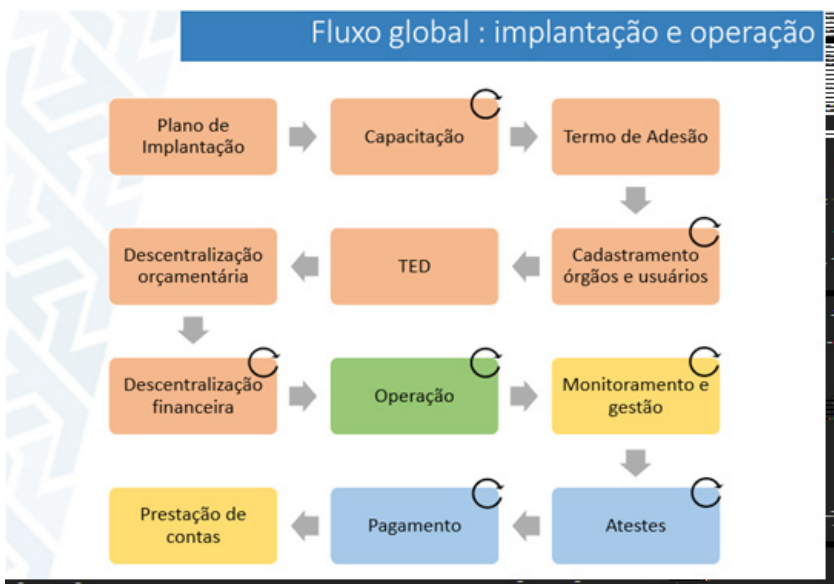 Fluxo global : implantação e operação
Plano de
Implantação
Capacitação
Termo de Adesão
Descentralização
orçamentária
TED
Cadastramento
órgãos e usuários
Descentralização
financeira
Operação
Monitoramento e
gestão
Prestação de
contas
Pagamento
Atestes